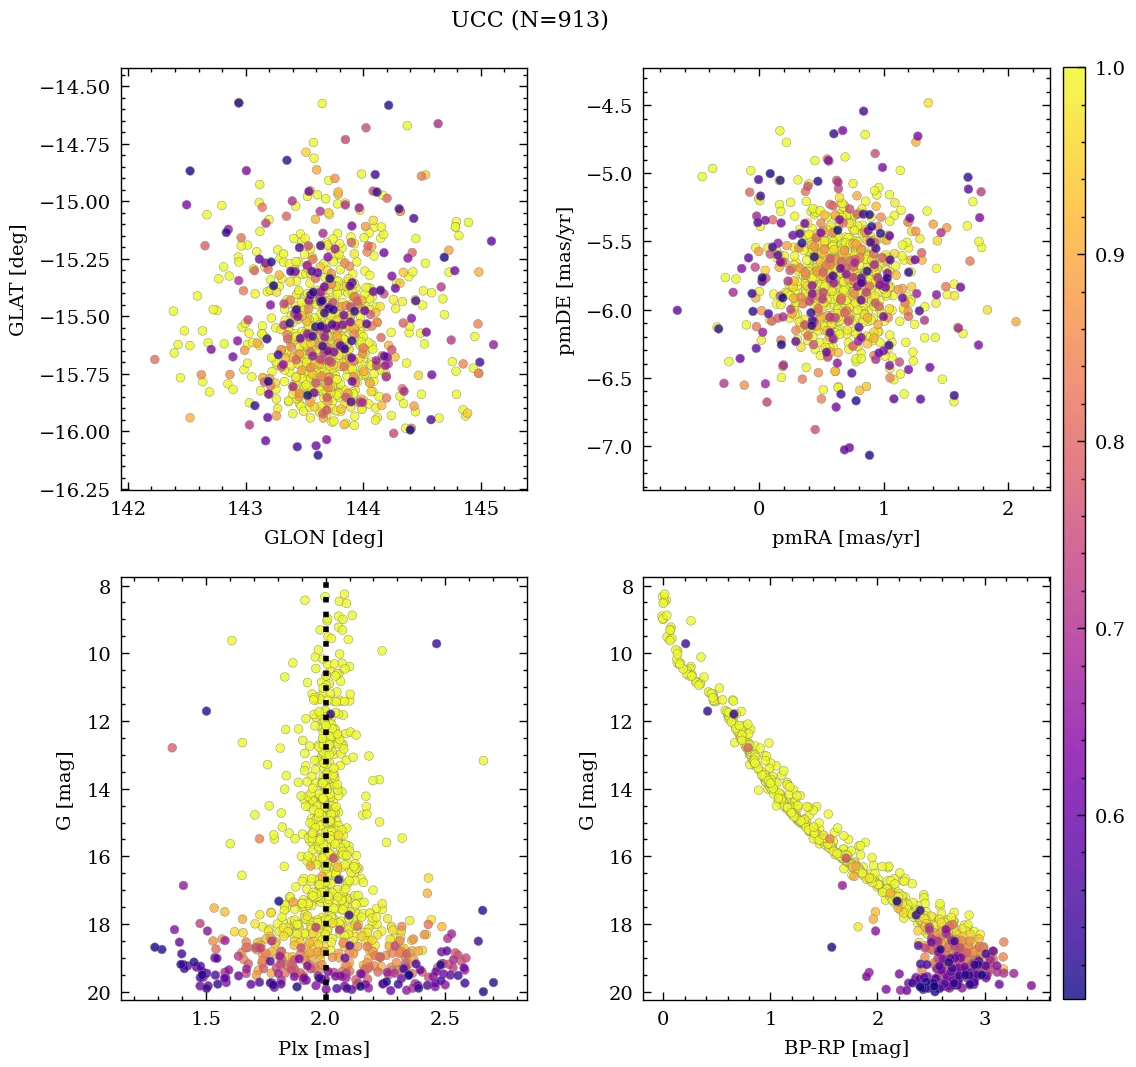 UCC (N=913)
−14.50
−14.75
−15.00
−15.25
−15.50
−15.75
−16.00
−16.25
GLAT [deg]
142 143 144 145
GLON [deg]
−4.5
−5.0
−5.5
−6.0
−6.5
−7.0
pmDE [mas/yr]
0 1 2
pmRA [mas/yr]
8
10
12
14
16
18
20
G [mag]
1.5 2.0 2.5
Plx [mas]
8
10
12
14
16
18
20
G [mag]
0 1 2 3
BP-RP [mag]
1.0
0.9
0.8
0.7
0.6